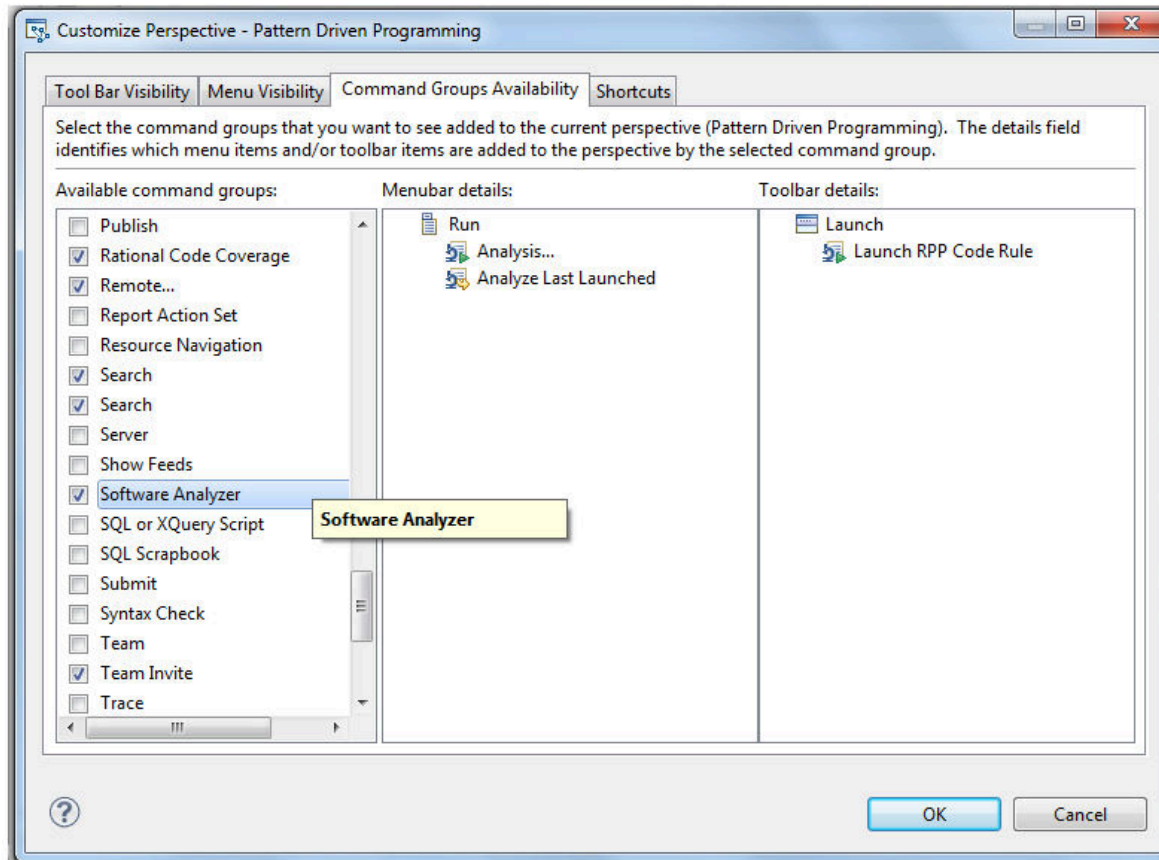 Customize Perspective - Pattern Driven Programming
Tool Bar Visibility
Menu Visibility
Command Groups Availability
Shortcuts
Select the command groups that you want to see added to the current perspective (Pattern Driven Programming). The details field
identifies which menu items and/or toolbar items are added to the perspective by the selected command group.
Available command groups:
Publish
Rational Code Coverage
Remote...
Report Action Set
Resource Navigation
Search
Search
Server
Show Feeds
Software Analyzer
Software Analyzer
SQL or XQuery Script
SQL Scrapbook
Submit
Syntax Check
Team
Team Invite
Trace
Menubar details:
Run
Analysis...
Analyze Last Launched
Toolbar details:
Launch
Launch RPP Code Rule
?
OK
Cancel